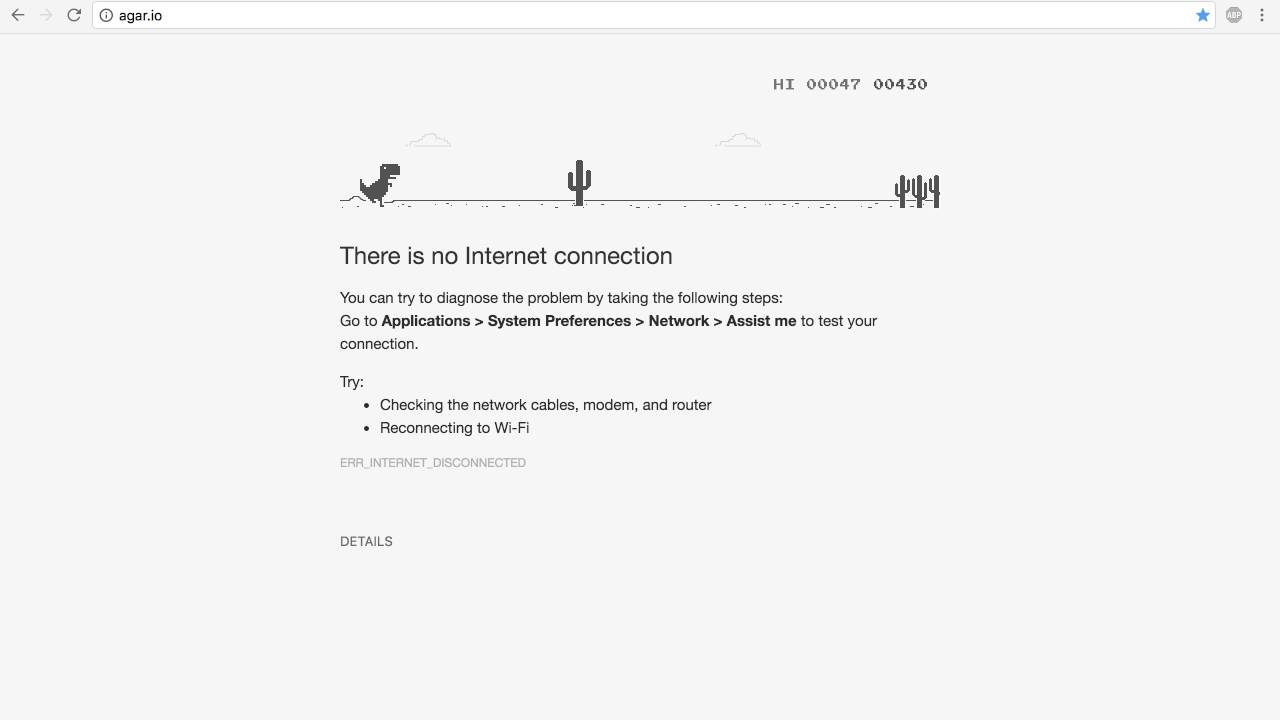 agar.io
ABP
HI 00047 00430
There is no Internet connection
You can try to diagnose the problem by taking the following steps:
Go to Applications > System Preferences > Network > Assist me to test your
connection.
Try:
• Checking the network cables, modem, and router
• Reconnecting to Wi-Fi
ERR_INTERNET_DISCONNECTED
DETAILS